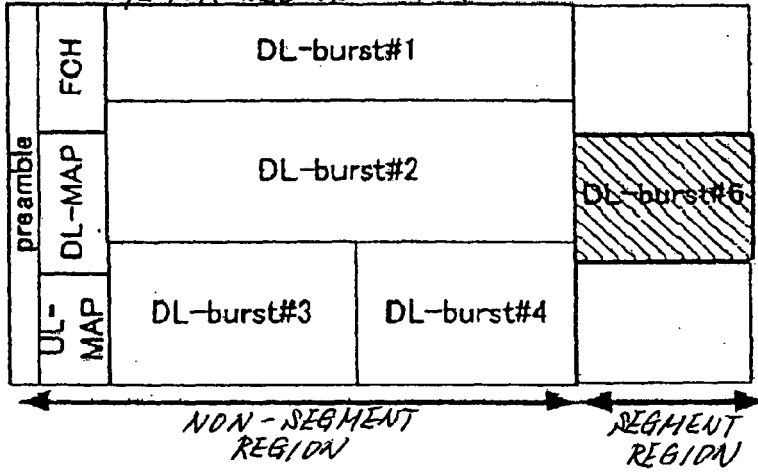 preamble
FCH
DL-MAP
UL-
MAP
DL-burst#1
DL-burst#2
DL-burst#3
DL-burst#4
DL-burst#6
NON-SEGMENT
REGION
SEGMENT
REGION